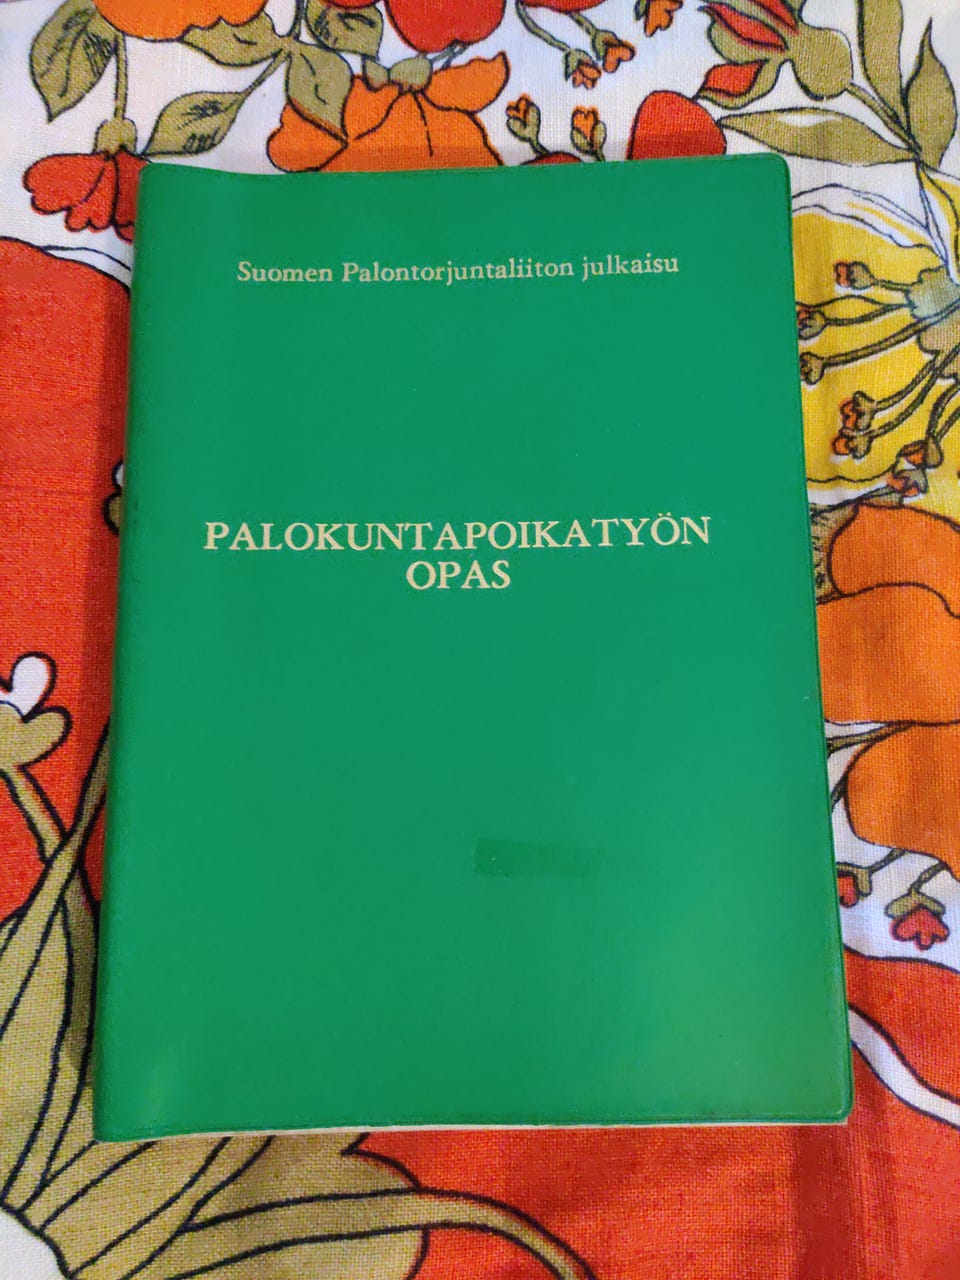 Suomen Palontorjuntaliiton julkaisu
PALOKUNTAPOIKATYÖN
OPAS